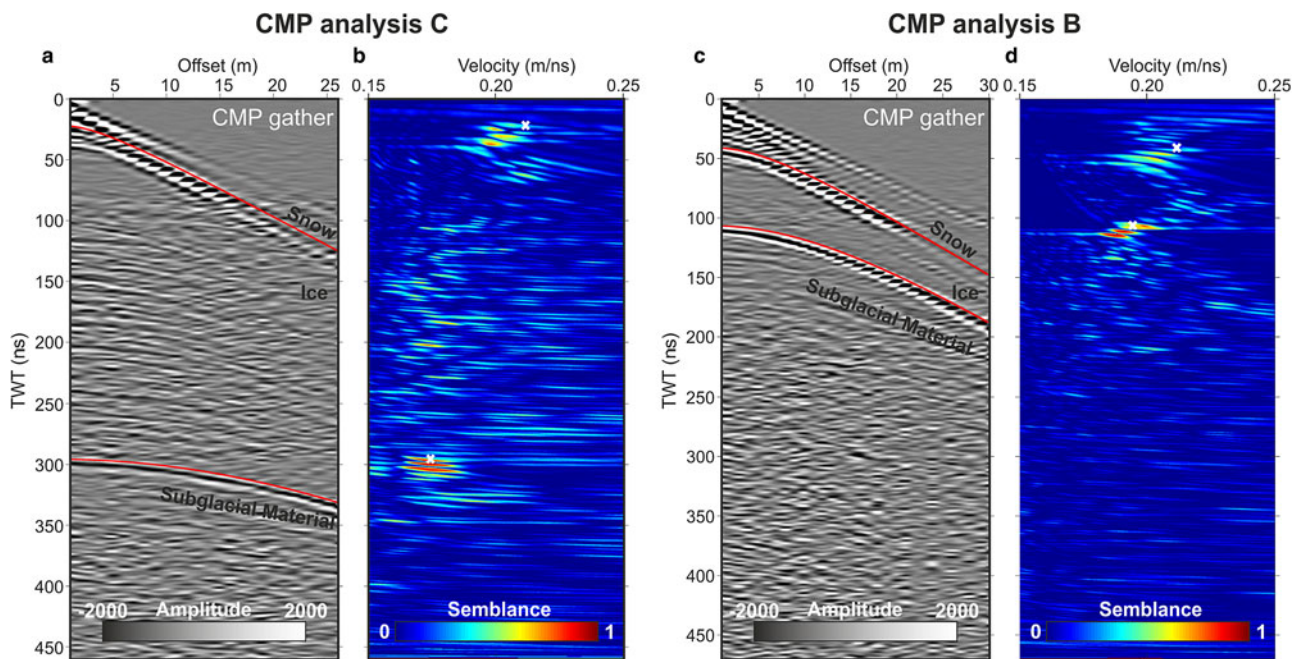 CMP analysis C
CMP analysis B
a
Offset (m)
b
Velocity (m/ns)
c
Offset (m)
d
Velocity (m/ns)
5 10 15 20 25
0.15 0.20 0.25
5 10 15 20 25 30
0.15 0.20 0.25
TWT (ns)
0
50
100
150
200
250
300
350
400
450
CMP gather
Snow
Ice
Subglacial Material
Amplitude
-2000 2000
Semblance
0 1
TWT (ns)
0
50
100
150
200
250
300
350
400
450
CMP gather
Snow
Ice
Subglacial Material
Amplitude
-2000 2000
Semblance
0 1